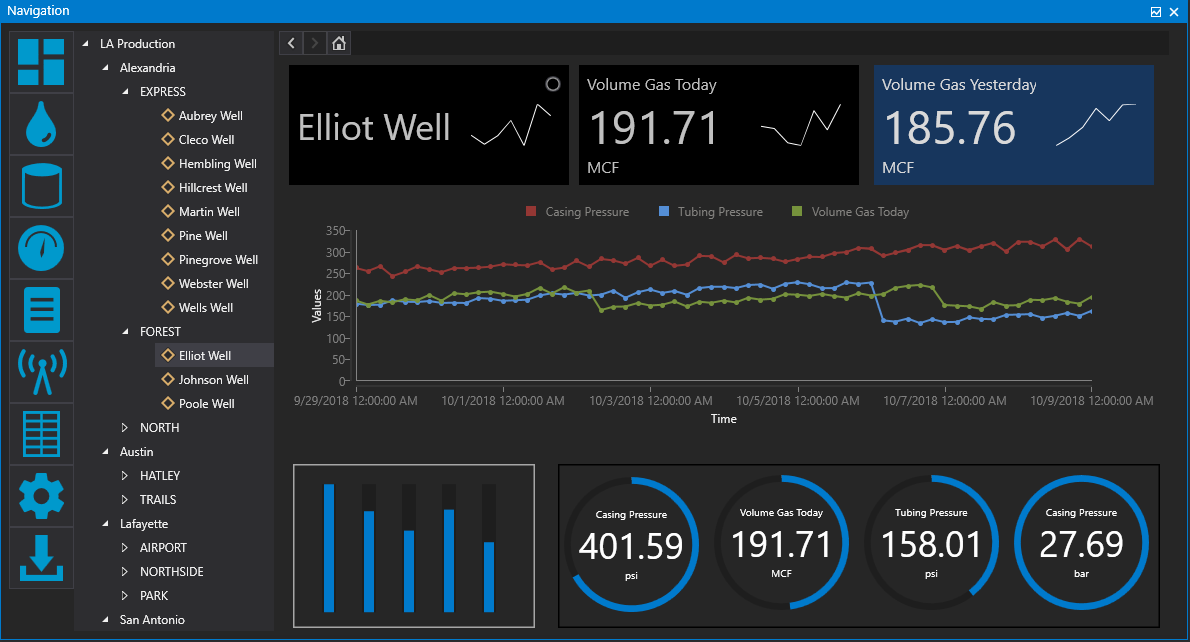 Navigation
LA Production
Alexandria
EXPRESS
Aubrey Well
Cleco Well
Hembling Well
Hillcrest Well
Martin Well
Pine Well
Pinegrove Well
Webster Well
Wells Well
FOREST
Elliot Well
Johnson Well
Poole Well
NORTH
Austin
HATLEY
TRAILS
Lafayette
AIRPORT
NORTHSIDE
PARK
San Antonio
Elliot Well
Volume Gas Today
191.71
MCF
Volume Gas Yesterday
185.76
MCF
Casing Pressure Tubing Pressure Volume Gas Today
350
300
250
200
150
100
50
0
Values
9/29/2018 12:00:00 AM 10/1/2018 12:00:00 AM 10/3/2018 12:00:00 AM 10/5/2018 12:00:00 AM 10/7/2018 12:00:00 AM 10/9/2018 12:00:00 AM
Time
Casing Pressure
401.59
psi
Volume Gas Today
191.71
MCF
Tubing Pressure
158.01
psi
Casing Pressure
27.69
bar